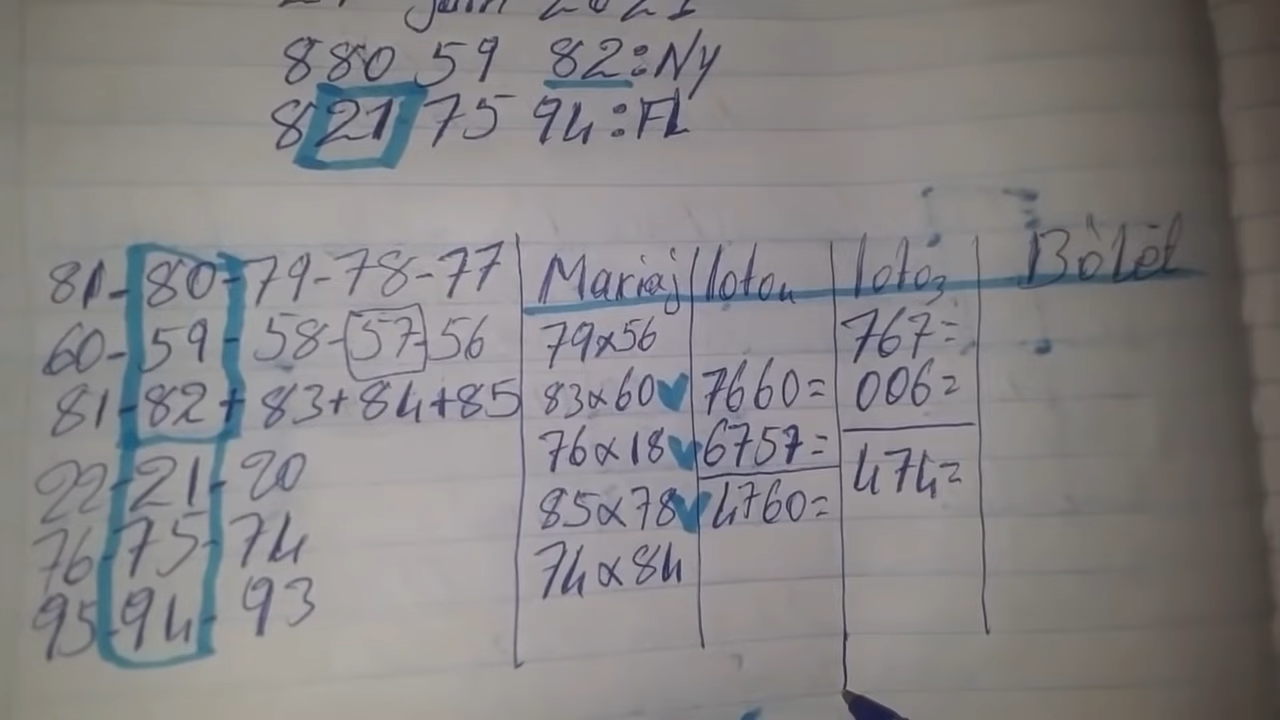 juin 2021
880 59 82:Ny
821 75 94:FL
81-80-79-78-77
60-59-58-57-56
81-82+83+84+85
22-21-20
76-75-74
95-94-93
Mariaj loto4 loto3 Bòlèt
79x56 767=
83x60 7660= 006=
76x18 6757=
85x78 4760= 474=
74x84